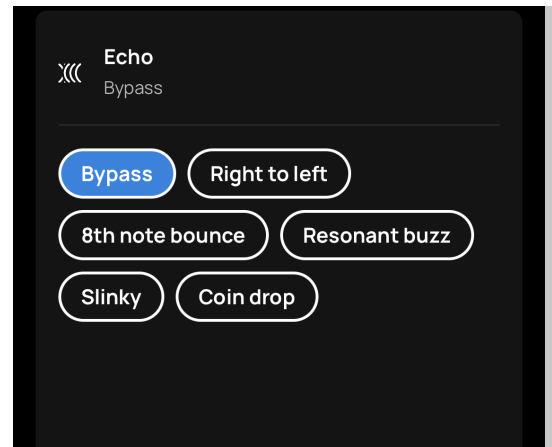 Echo
Bypass
Bypass Right to left
8th note bounce Resonant buzz
Slinky Coin drop